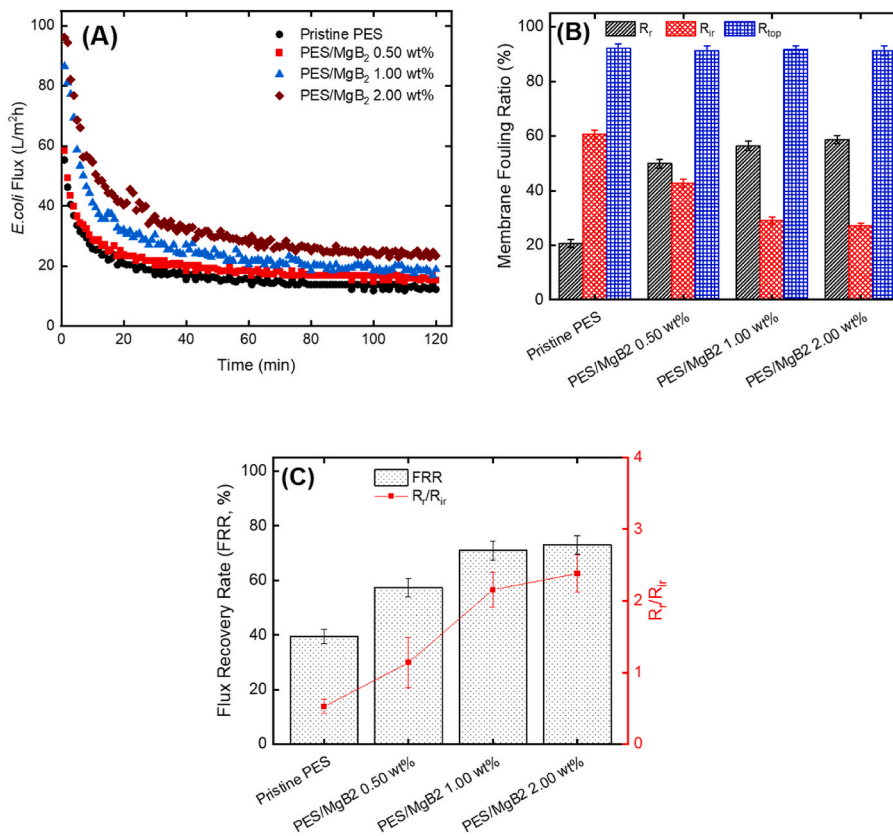 (A)
Pristine PES
PES/MgB₂ 0.50 wt%
PES/MgB₂ 1.00 wt%
PES/MgB₂ 2.00 wt%
E.coli Flux (L/m²h)
100
80
60
40
20
0
0 20 40 60 80 100 120
Time (min)
(B)
Rᵣ Rᵢᵣ Rₜₒₚ
Membrane Fouling Ratio (%)
100
80
60
40
20
0
Pristine PES
PES/MgB2 0.50 wt%
PES/MgB2 1.00 wt%
PES/MgB2 2.00 wt%
(C)
FRR
Rᵣ/Rᵢᵣ
Flux Recovery Rate (FRR, %)
100
80
60
40
20
0
4
3
2
1
0
Rᵣ/Rᵢᵣ
Pristine PES
PES/MgB2 0.50 wt%
PES/MgB2 1.00 wt%
PES/MgB2 2.00 wt%